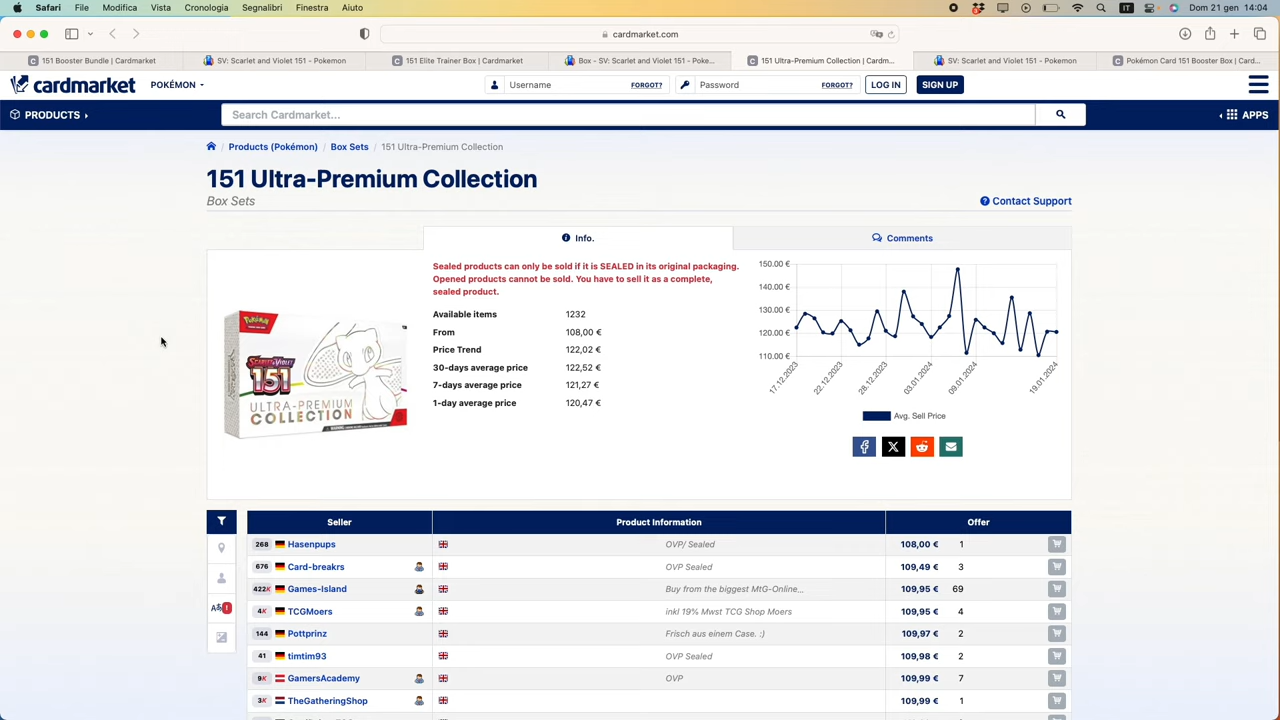 Safari File Modifica Vista Cronologia Segnalibri Finestra Aiuto IT Dom 21 gen 14:04
cardmarket.com
151 Booster Bundle | Cardmarket
SV: Scarlet and Violet 151 - Pokemon
151 Elite Trainer Box | Cardmarket
Box - SV: Scarlet and Violet 151 - Poke...
151 Ultra-Premium Collection | Cardm...
SV: Scarlet and Violet 151 - Pokemon
Pokémon Card 151 Booster Box | Card...
cardmarket POKÉMON Username FORGOT? Password FORGOT? LOG IN SIGN UP
PRODUCTS Search Cardmarket... APPS
Products (Pokémon) / Box Sets / 151 Ultra-Premium Collection
151 Ultra-Premium Collection
Box Sets
Contact Support
Info.
Comments
Sealed products can only be sold if it is SEALED in its original packaging.
Opened products cannot be sold. You have to sell it as a complete,
sealed product.
Available items 1232
From 108,00 €
Price Trend 122,02 €
30-days average price 122,52 €
7-days average price 121,27 €
1-day average price 120,47 €
Pokémon
SCARLET & VIOLET
151
ULTRA-PREMIUM
COLLECTION
150.00 €
140.00 €
130.00 €
120.00 €
110.00 €
17.12.2023
22.12.2023
28.12.2023
03.01.2024
09.01.2024
19.01.2024
Avg. Sell Price
Seller Product Information Offer
268 Hasenpups OVP/ Sealed 108,00 € 1
676 Card-breakrs OVP Sealed 109,49 € 3
422K Games-Island Buy from the biggest MtG-Online... 109,95 € 69
4K TCGMoers inkl 19% Mwst TCG Shop Moers 109,95 € 4
144 Pottprinz Frisch aus einem Case. :) 109,97 € 2
41 timtim93 OVP Sealed 109,98 € 2
9K GamersAcademy OVP 109,99 € 7
3K TheGatheringShop 109,99 € 1